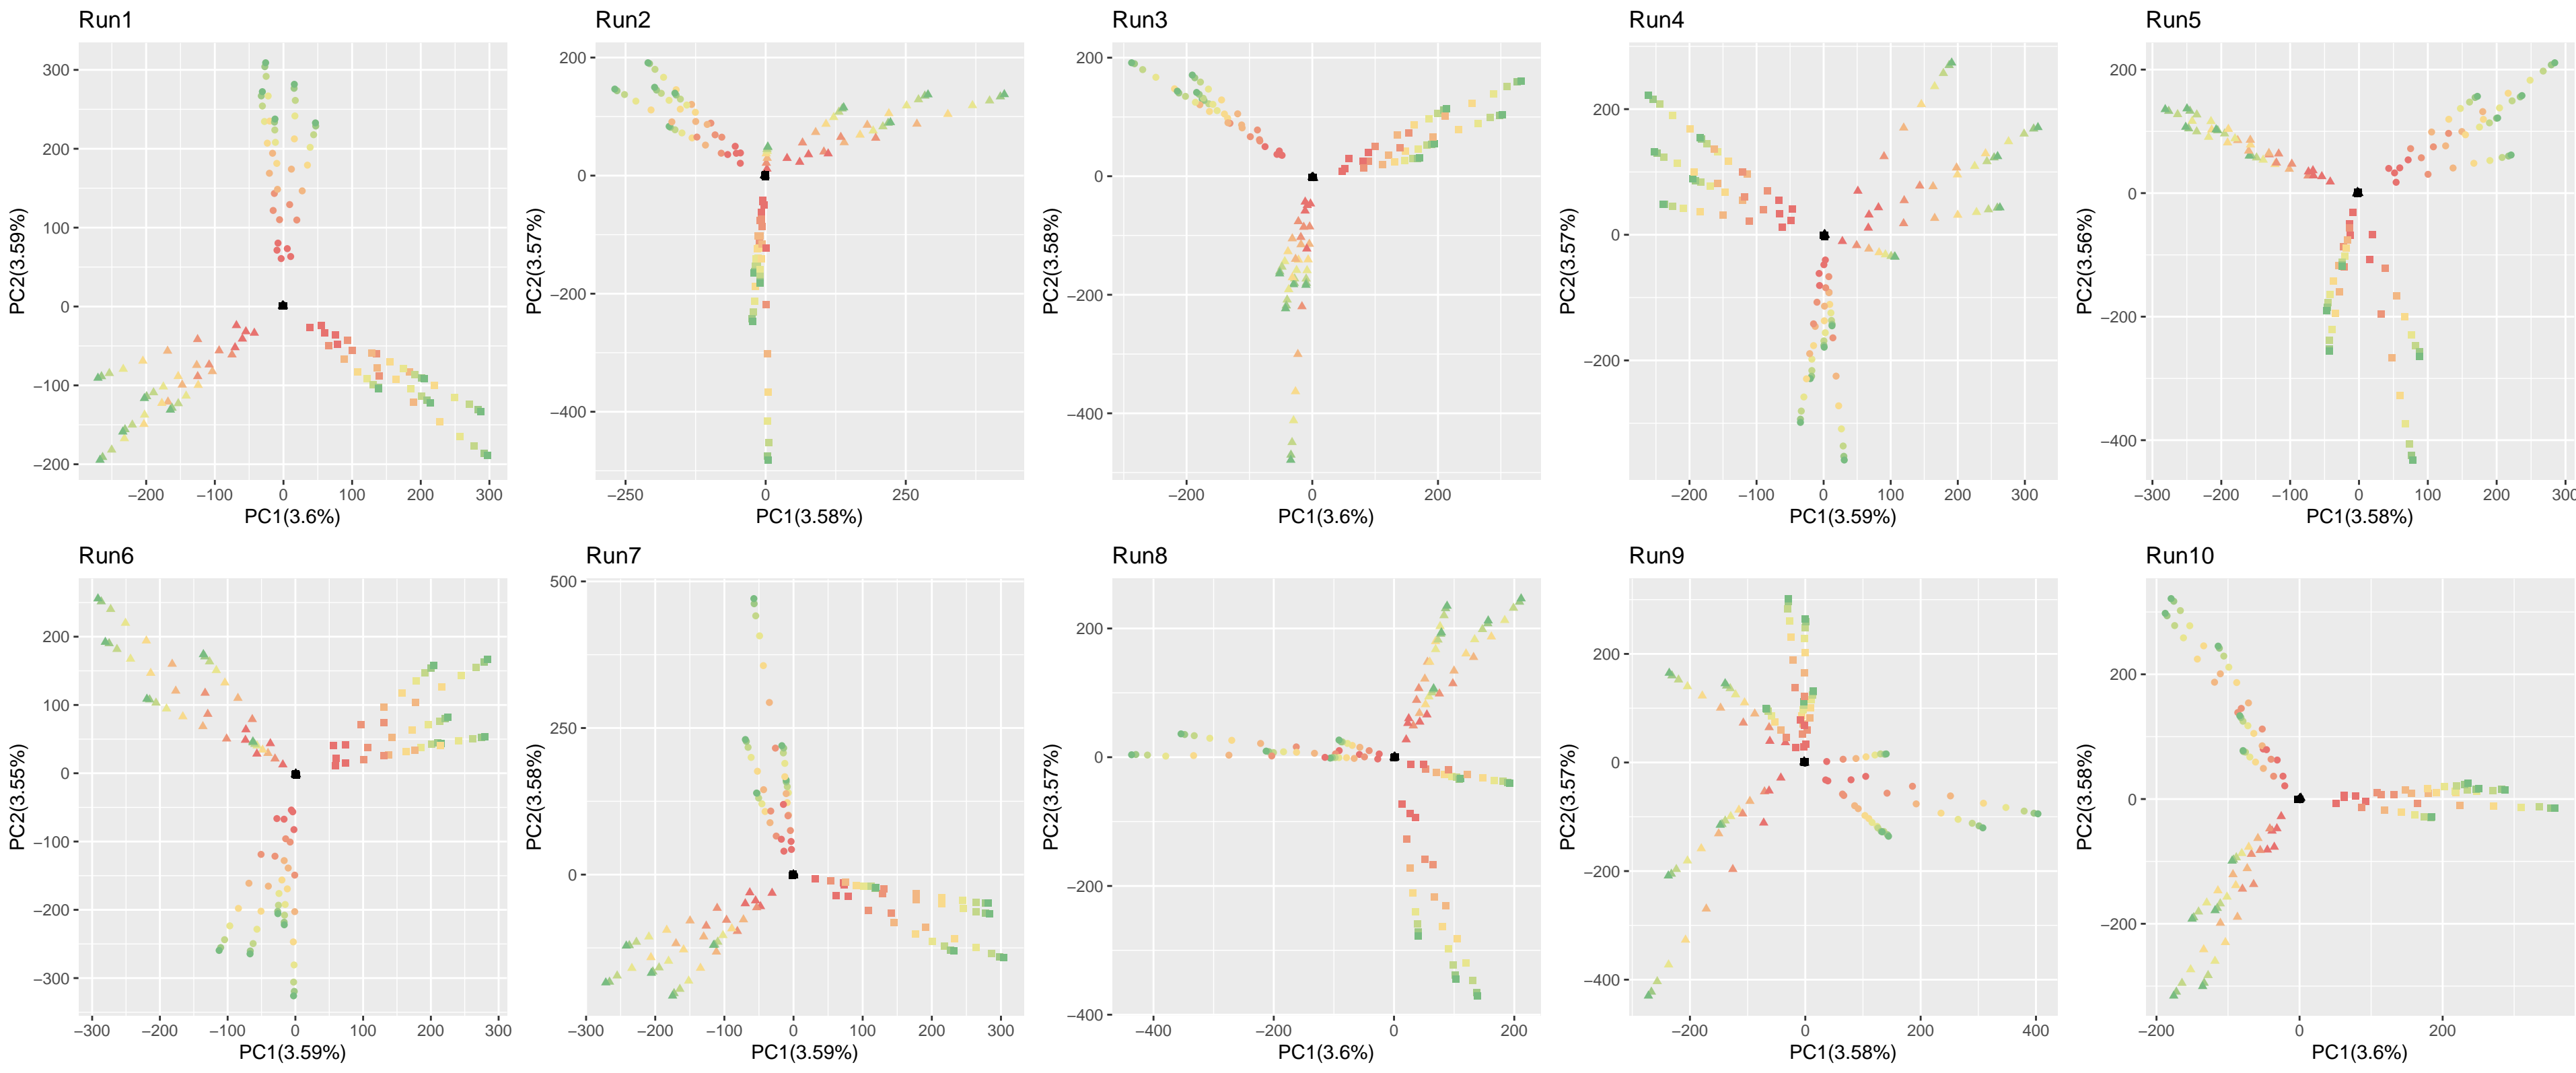 Run1
300
200
100
0
−100
−200
PC2(3.59%)
−200 −100 0 100 200 300
PC1(3.6%)
Run2
200
0
−200
−400
PC2(3.57%)
−250 0 250
PC1(3.58%)
Run3
200
0
−200
−400
PC2(3.58%)
−200 0 200
PC1(3.6%)
Run4
200
0
−200
PC2(3.57%)
−200 −100 0 100 200 300
PC1(3.59%)
Run5
200
0
−200
−400
PC2(3.56%)
−300 −200 −100 0 100 200 300
PC1(3.58%)
Run6
200
100
0
−100
−200
−300
PC2(3.55%)
−300 −200 −100 0 100 200 300
PC1(3.59%)
Run7
500
250
0
PC2(3.58%)
−300 −200 −100 0 100 200 300
PC1(3.59%)
Run8
200
0
−200
−400
PC2(3.57%)
−400 −200 0 200
PC1(3.6%)
Run9
200
0
−200
−400
PC2(3.57%)
−200 0 200 400
PC1(3.58%)
Run10
200
0
−200
PC2(3.58%)
−200 0 200
PC1(3.6%)